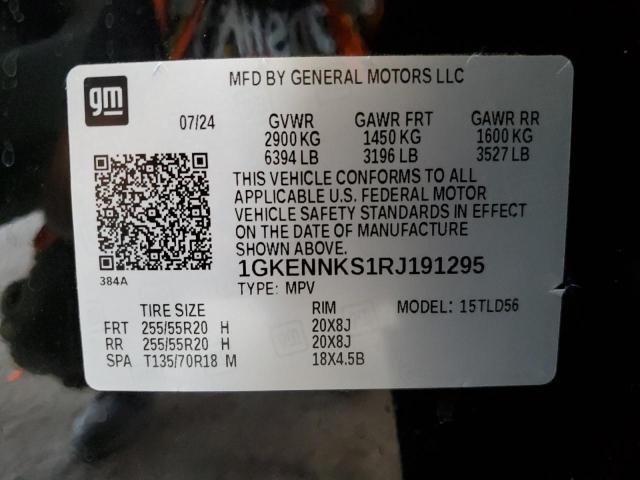 gm
MFD BY GENERAL MOTORS LLC
07/24 GVWR GAWR FRT GAWR RR
2900 KG 1450 KG 1600 KG
6394 LB 3196 LB 3527 LB
THIS VEHICLE CONFORMS TO ALL
APPLICABLE U.S. FEDERAL MOTOR
VEHICLE SAFETY STANDARDS IN EFFECT
ON THE DATE OF MANUFACTURE
SHOWN ABOVE.
384A
1GKENNKS1RJ191295
TYPE: MPV
TIRE SIZE RIM MODEL: 15TLD56
FRT 255/55R20 H 20X8J
RR 255/55R20 H 20X8J
SPA T135/70R18 M 18X4.5B